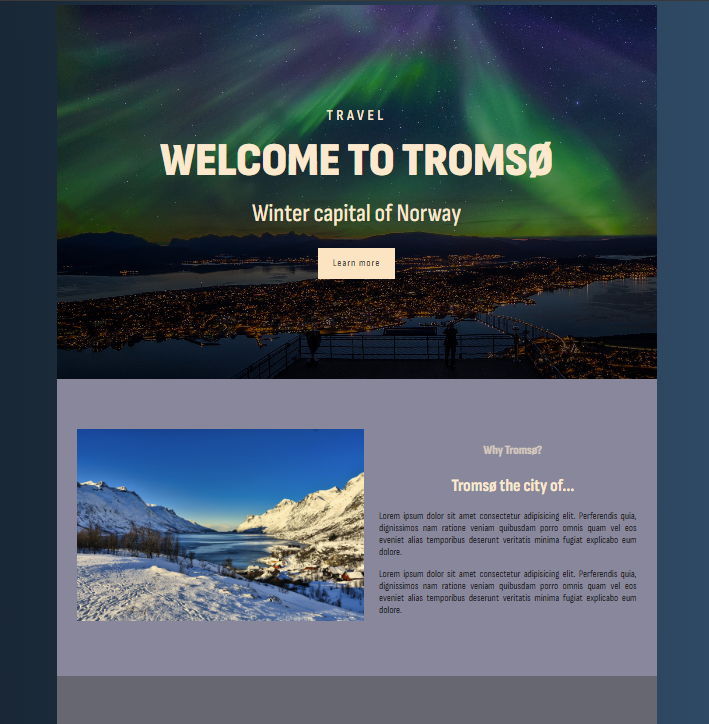 TRAVEL
WELCOME TO TROMSØ
Winter capital of Norway
Learn more
Why Tromsø?
Tromsø the city of...
Lorem ipsum dolor sit amet consectetur adipisicing elit. Perferendis quia,
dignissimos nam ratione veniam quibusdam porro omnis quam vel eos
eveniet alias temporibus deserunt veritatis minima fugiat explicabo eum
dolore.
Lorem ipsum dolor sit amet consectetur adipisicing elit. Perferendis quia,
dignissimos nam ratione veniam quibusdam porro omnis quam vel eos
eveniet alias temporibus deserunt veritatis minima fugiat explicabo eum
dolore.